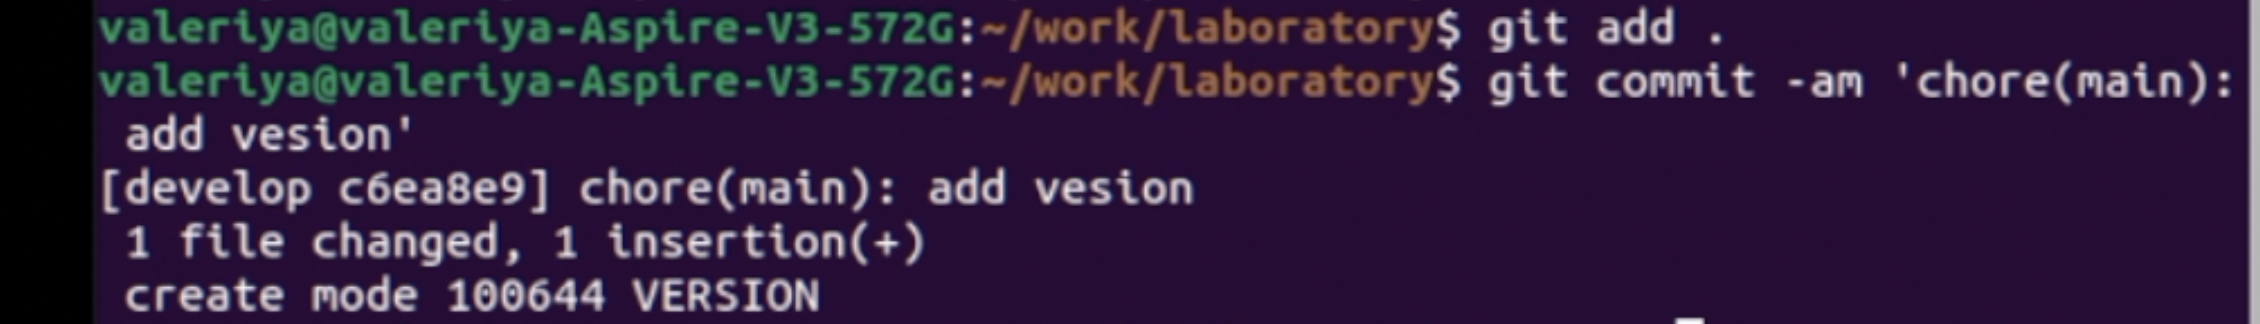 valeriya@valeriya-Aspire-V3-572G:~/work/laboratory$ git add .
valeriya@valeriya-Aspire-V3-572G:~/work/laboratory$ git commit -am 'chore(main):
 add vesion'
[develop c6ea8e9] chore(main): add vesion
 1 file changed, 1 insertion(+)
 create mode 100644 VERSION